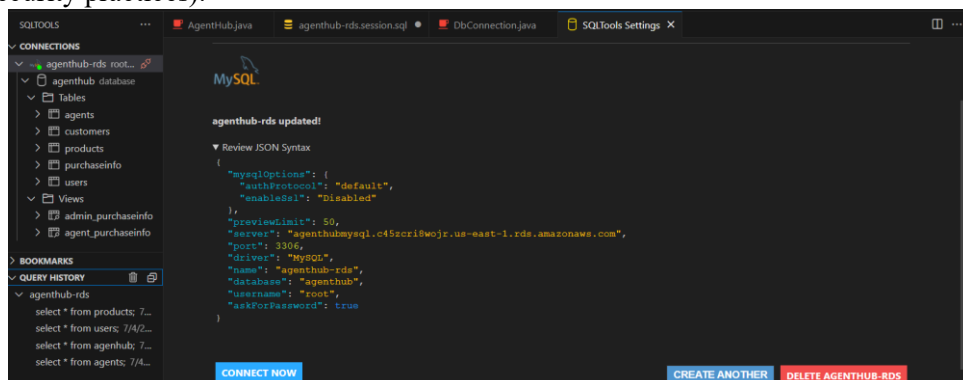 curity practices).
SQLTOOLS ···
AgentHub.java
agenthub-rds.session.sql
DbConnection.java
SQLTools Settings
CONNECTIONS
agenthub-rds root...
agenthub database
Tables
agents
customers
products
purchaseinfo
users
Views
admin_purchaseinfo
agent_purchaseinfo
BOOKMARKS
QUERY HISTORY
agenthub-rds
select * from products; 7...
select * from users; 7/4/2...
select * from agenhub; 7...
select * from agents; 7/4...
MySQL
agenthub-rds updated!
▼ Review JSON Syntax
{
"mysqlOptions": {
"authProtocol": "default",
"enableSsl": "Disabled"
},
"previewLimit": 50,
"server": "agenthubmysql.c45zcri8wojr.us-east-1.rds.amazonaws.com",
"port": 3306,
"driver": "MySQL",
"name": "agenthub-rds",
"database": "agenthub",
"username": "root",
"askForPassword": true
}
CONNECT NOW
CREATE ANOTHER
DELETE AGENTHUB-RDS